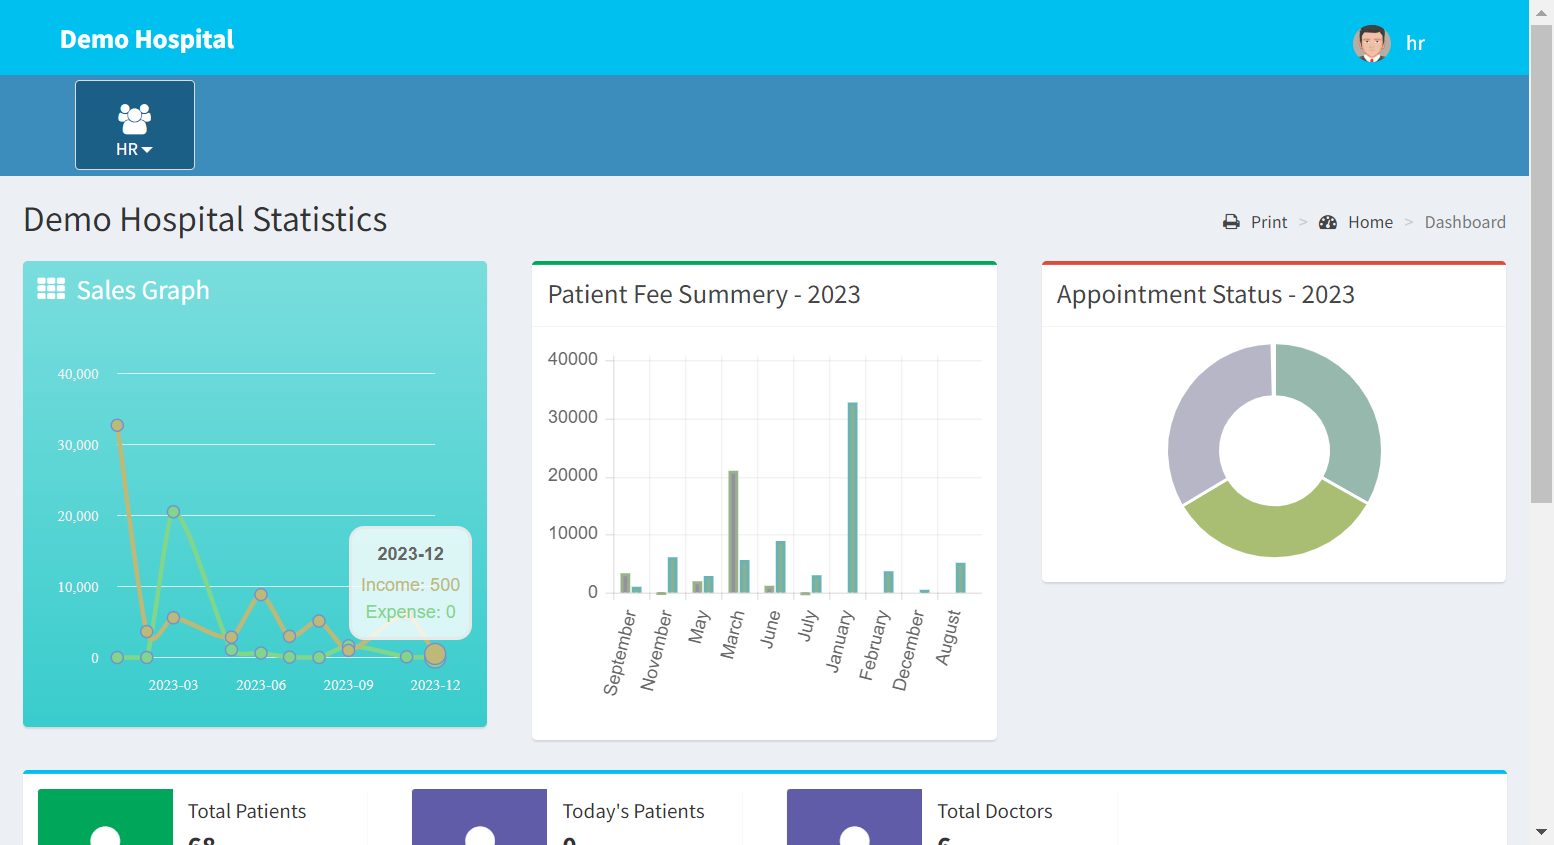 Demo Hospital
hr
HR
Demo Hospital Statistics
Print > Home > Dashboard
Sales Graph
40,000
30,000
20,000
10,000
0
2023-03 2023-06 2023-09 2023-12
2023-12
Income: 500
Expense: 0
Patient Fee Summery - 2023
40000
30000
20000
10000
0
September November May March June July January February December August
Appointment Status - 2023
Total Patients
68
Today's Patients
0
Total Doctors
6